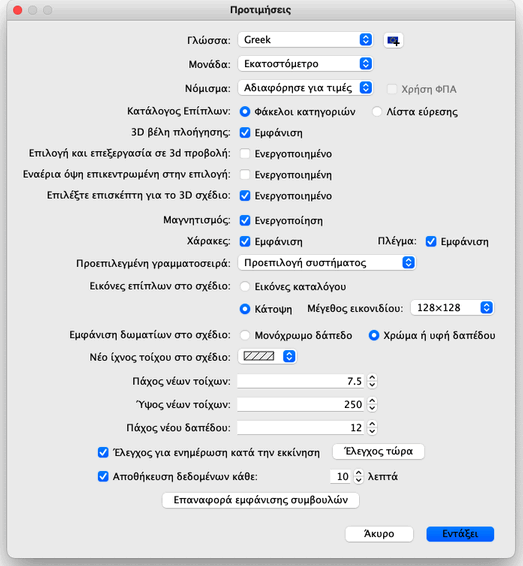 Προτιμήσεις
Γλώσσα: Greek
Μονάδα: Εκατοστόμετρο
Νόμισμα: Αδιαφόρησε για τιμές Χρήση ΦΠΑ
Κατάλογος Επίπλων: Φάκελοι κατηγοριών Λίστα εύρεσης
3D βέλη πλοήγησης: Εμφάνιση
Επιλογή και επεξεργασία σε 3d προβολή: Ενεργοποιημένο
Εναέρια όψη επικεντρωμένη στην επιλογή: Ενεργοποιημένη
Επιλέξτε επισκέπτη για το 3D σχέδιο: Ενεργοποιημένο
Μαγνητισμός: Ενεργοποίηση
Χάρακες: Εμφάνιση Πλέγμα: Εμφάνιση
Προεπιλεγμένη γραμματοσειρά: Προεπιλογή συστήματος
Εικόνες επίπλων στο σχέδιο: Εικόνες καταλόγου
Κάτοψη Μέγεθος εικονιδίου: 128×128
Εμφάνιση δωματίων στο σχέδιο: Μονόχρωμο δάπεδο Χρώμα ή υφή δαπέδου
Νέο ίχνος τοίχου στο σχέδιο:
Πάχος νέων τοίχων: 7.5
Ύψος νέων τοίχων: 250
Πάχος νέου δαπέδου: 12
Έλεγχος για ενημέρωση κατά την εκκίνηση Έλεγχος τώρα
Αποθήκευση δεδομένων κάθε: 10 λεπτά
Επαναφορά εμφάνισης συμβουλών
Άκυρο Εντάξει